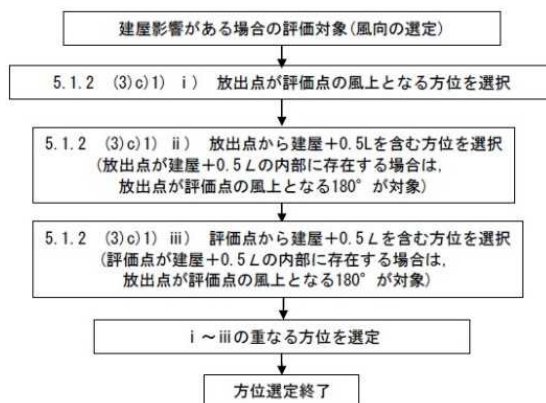 建屋影響がある場合の評価対象(風向の選定)
5.1.2 (3)c)1) ⅰ) 放出点が評価点の風上となる方位を選択
5.1.2 (3)c)1) ⅱ) 放出点から建屋+0.5Lを含む方位を選択
(放出点が建屋+0.5Lの内部に存在する場合は,
放出点が評価点の風上となる180°が対象)
5.1.2 (3)c)1) ⅲ) 評価点から建屋+0.5Lを含む方位を選択
(評価点が建屋+0.5Lの内部に存在する場合は,
放出点が評価点の風上となる180°が対象)
ⅰ~ⅲの重なる方位を選定
方位選定終了